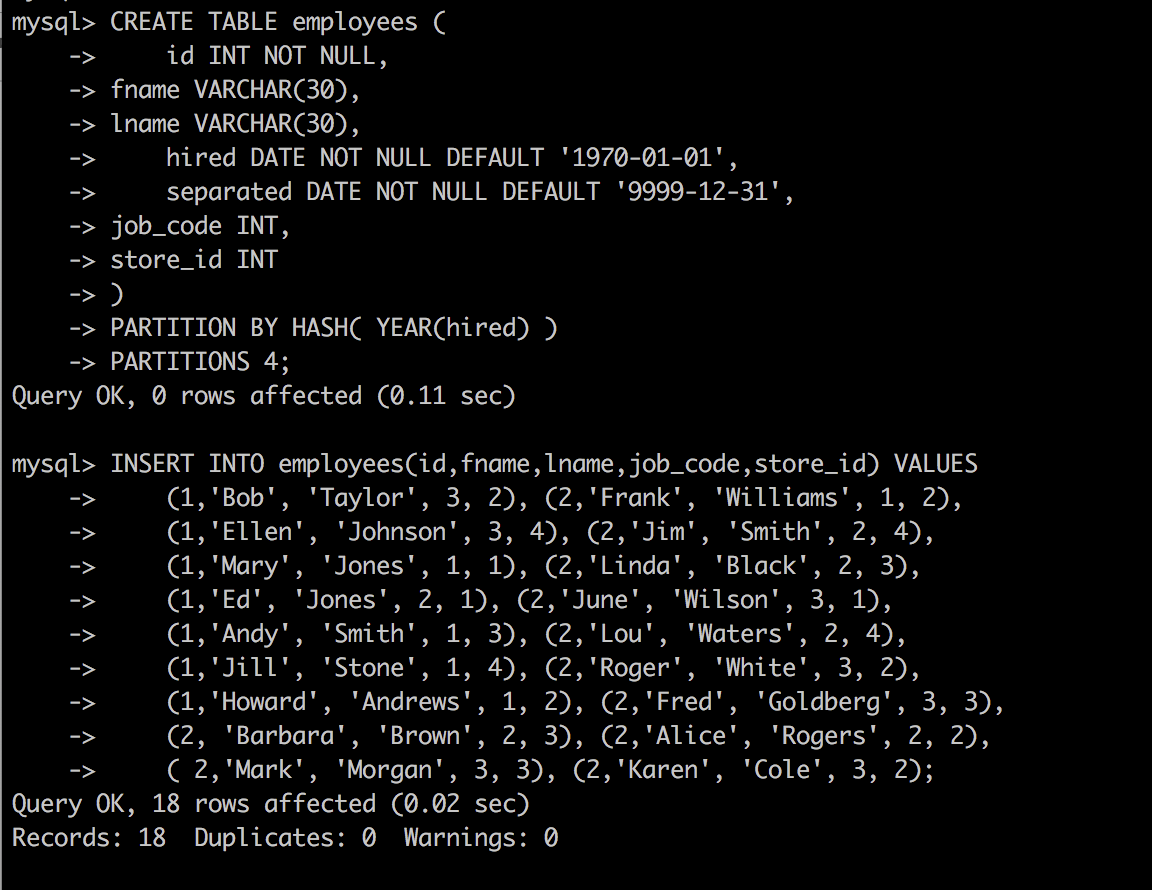 mysql> CREATE TABLE employees (
    ->     id INT NOT NULL,
    -> fname VARCHAR(30),
    -> lname VARCHAR(30),
    ->     hired DATE NOT NULL DEFAULT '1970-01-01',
    ->     separated DATE NOT NULL DEFAULT '9999-12-31',
    -> job_code INT,
    -> store_id INT
    -> )
    -> PARTITION BY HASH( YEAR(hired) )
    -> PARTITIONS 4;
Query OK, 0 rows affected (0.11 sec)

mysql> INSERT INTO employees(id,fname,lname,job_code,store_id) VALUES
    ->     (1,'Bob', 'Taylor', 3, 2), (2,'Frank', 'Williams', 1, 2),
    ->     (1,'Ellen', 'Johnson', 3, 4), (2,'Jim', 'Smith', 2, 4),
    ->     (1,'Mary', 'Jones', 1, 1), (2,'Linda', 'Black', 2, 3),
    ->     (1,'Ed', 'Jones', 2, 1), (2,'June', 'Wilson', 3, 1),
    ->     (1,'Andy', 'Smith', 1, 3), (2,'Lou', 'Waters', 2, 4),
    ->     (1,'Jill', 'Stone', 1, 4), (2,'Roger', 'White', 3, 2),
    ->     (1,'Howard', 'Andrews', 1, 2), (2,'Fred', 'Goldberg', 3, 3),
    ->     (2, 'Barbara', 'Brown', 2, 3), (2,'Alice', 'Rogers', 2, 2),
    ->     ( 2,'Mark', 'Morgan', 3, 3), (2,'Karen', 'Cole', 3, 2);
Query OK, 18 rows affected (0.02 sec)
Records: 18  Duplicates: 0  Warnings: 0